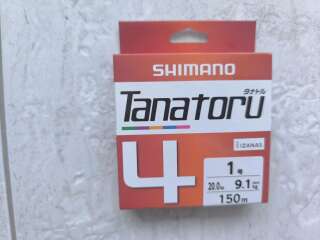 SHIMANO
タナトル
Tanatoru
IZANAS
4
1号
20.0lb 9.1kg
150m